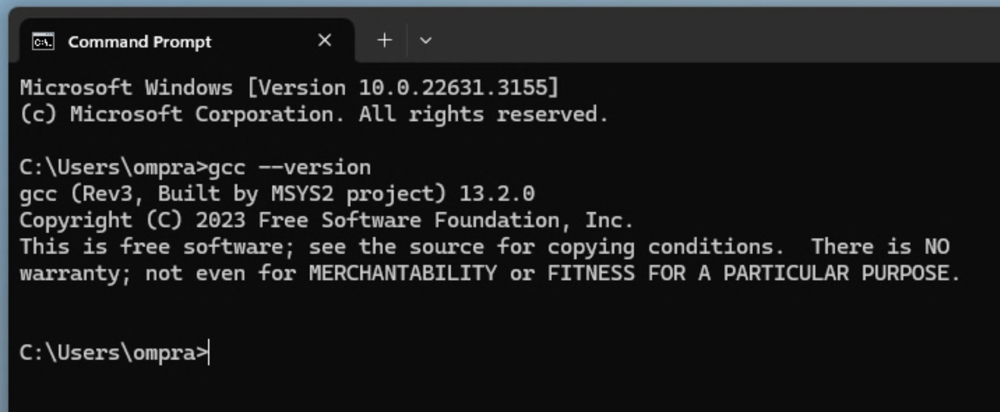 C:\. Command Prompt
Microsoft Windows [Version 10.0.22631.3155]
(c) Microsoft Corporation. All rights reserved.
C:\Users\ompra>gcc --version
gcc (Rev3, Built by MSYS2 project) 13.2.0
Copyright (C) 2023 Free Software Foundation, Inc.
This is free software; see the source for copying conditions.  There is NO
warranty; not even for MERCHANTABILITY or FITNESS FOR A PARTICULAR PURPOSE.
C:\Users\ompra>